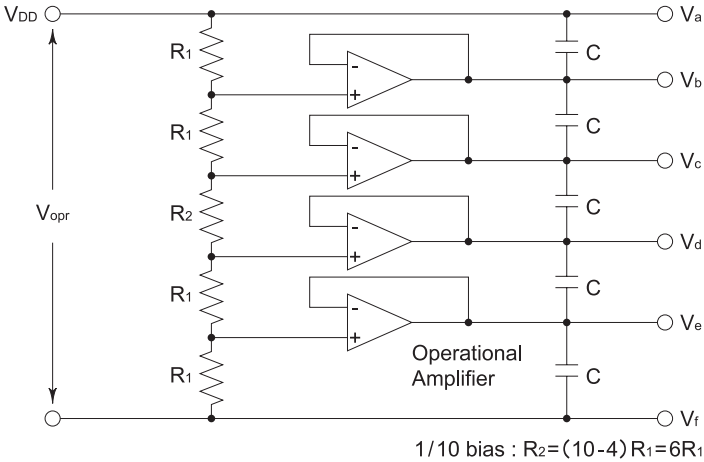 VDD
Va
R1
C
-
+
Vb
R1
C
-
+
Vc
Vopr
R2
C
-
+
Vd
R1
C
-
+
Ve
Operational
Amplifier
R1
C
Vf
1/10 bias : R2=(10-4)R1=6R1